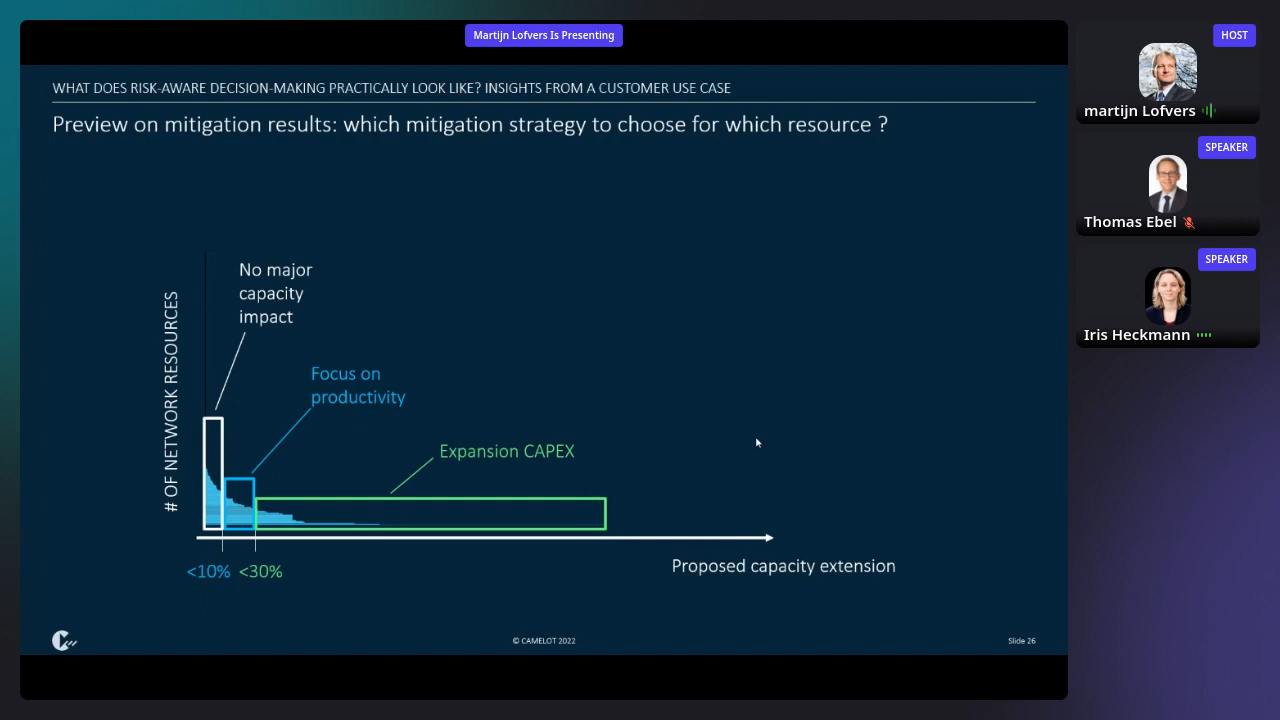 Martijn Lofvers Is Presenting
WHAT DOES RISK-AWARE DECISION-MAKING PRACTICALLY LOOK LIKE? INSIGHTS FROM A CUSTOMER USE CASE
Preview on mitigation results: which mitigation strategy to choose for which resource ?
# OF NETWORK RESOURCES
No major
capacity
impact
Focus on
productivity
Expansion CAPEX
<10%
<30%
Proposed capacity extension
© CAMELOT 2022
Slide 26
HOST
martijn Lofvers
SPEAKER
Thomas Ebel
SPEAKER
Iris Heckmann